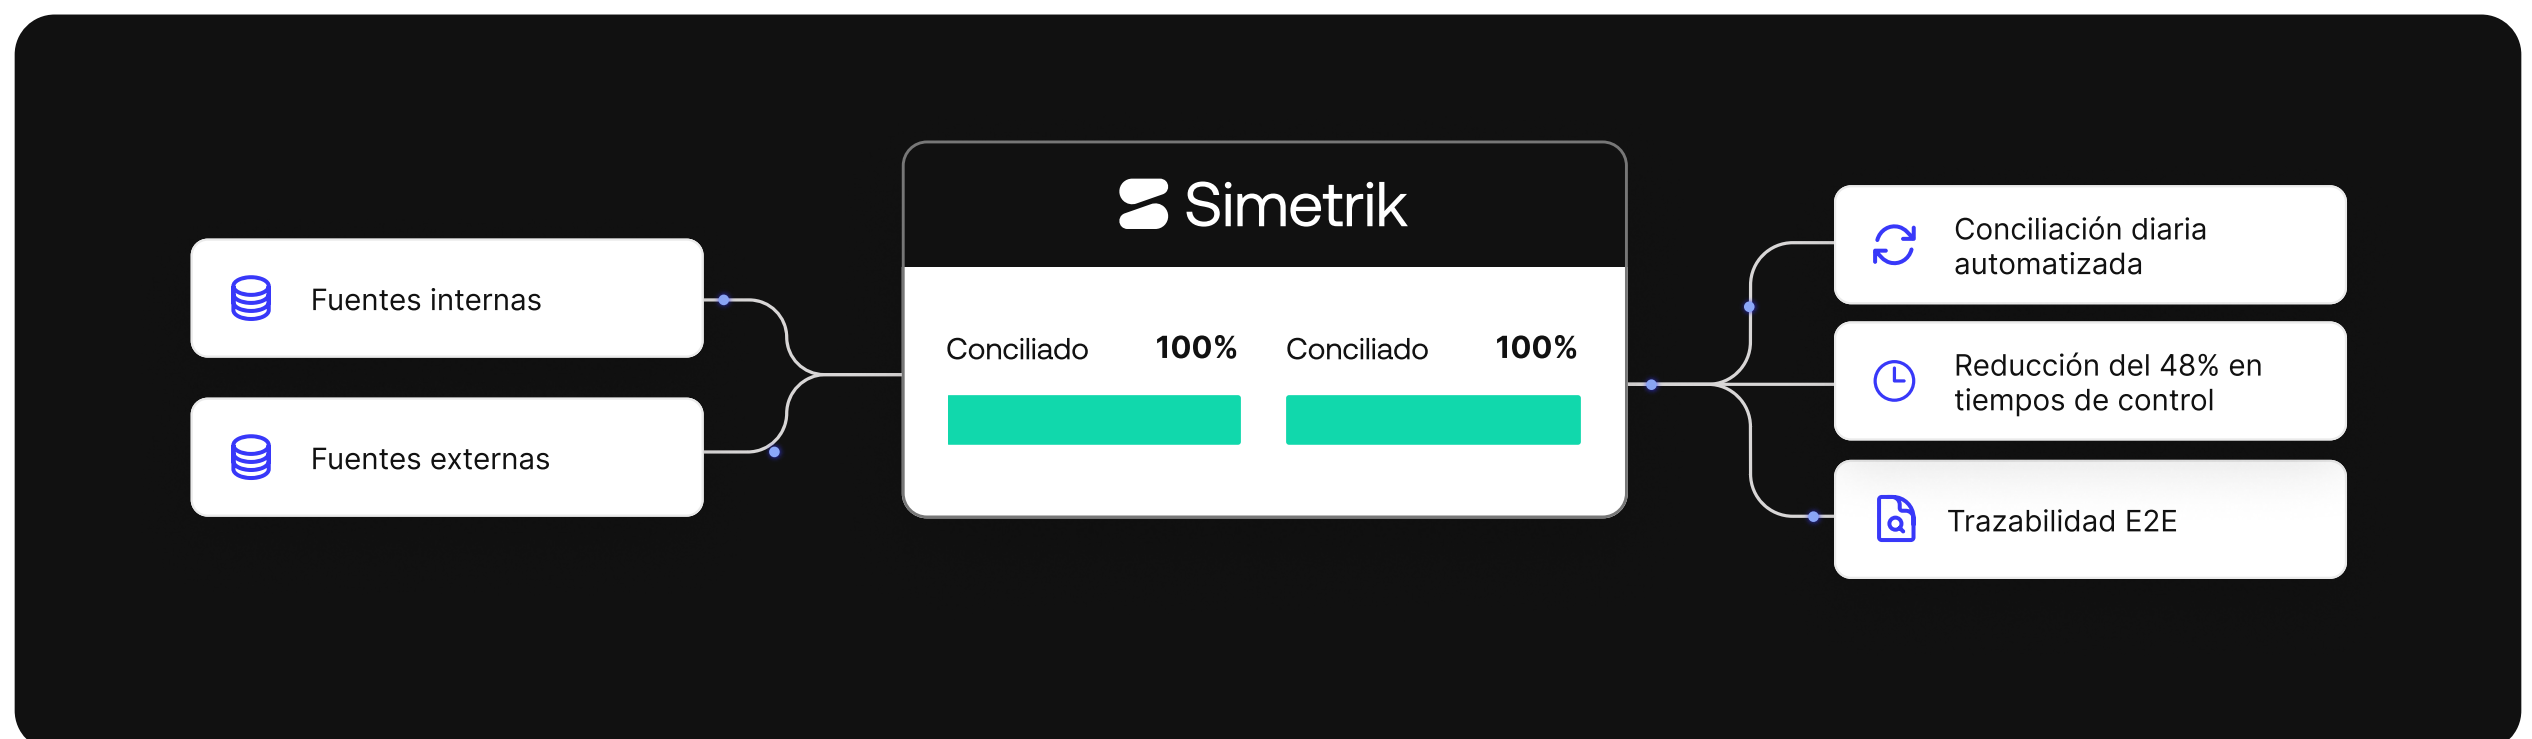 Fuentes internas
Fuentes externas
Simetrik
Conciliado 100% Conciliado 100%
Conciliación diaria
automatizada
Reducción del 48% en
tiempos de control
Trazabilidad E2E